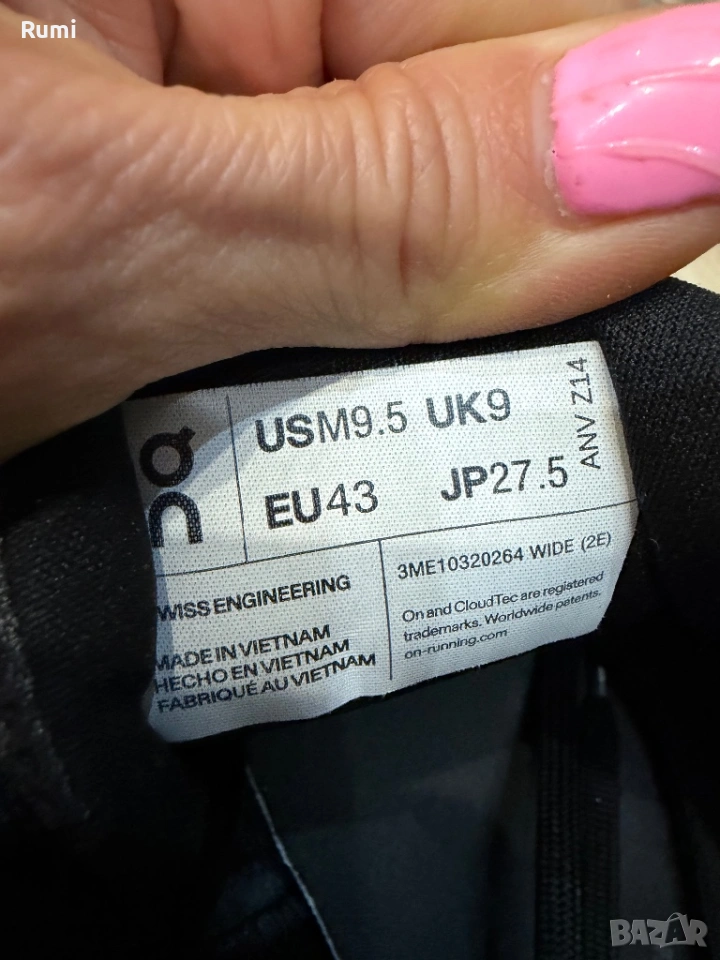 Rumi
USM9.5 UK9
EU43 JP27.5
ANV Z14
WISS ENGINEERING
MADE IN VIETNAM
HECHO EN VIETNAM
FABRIQUÉ AU VIETNAM
3ME10320264 WIDE (2E)
On and CloudTec are registered
trademarks. Worldwide patents.
on-running.com
BAZAR